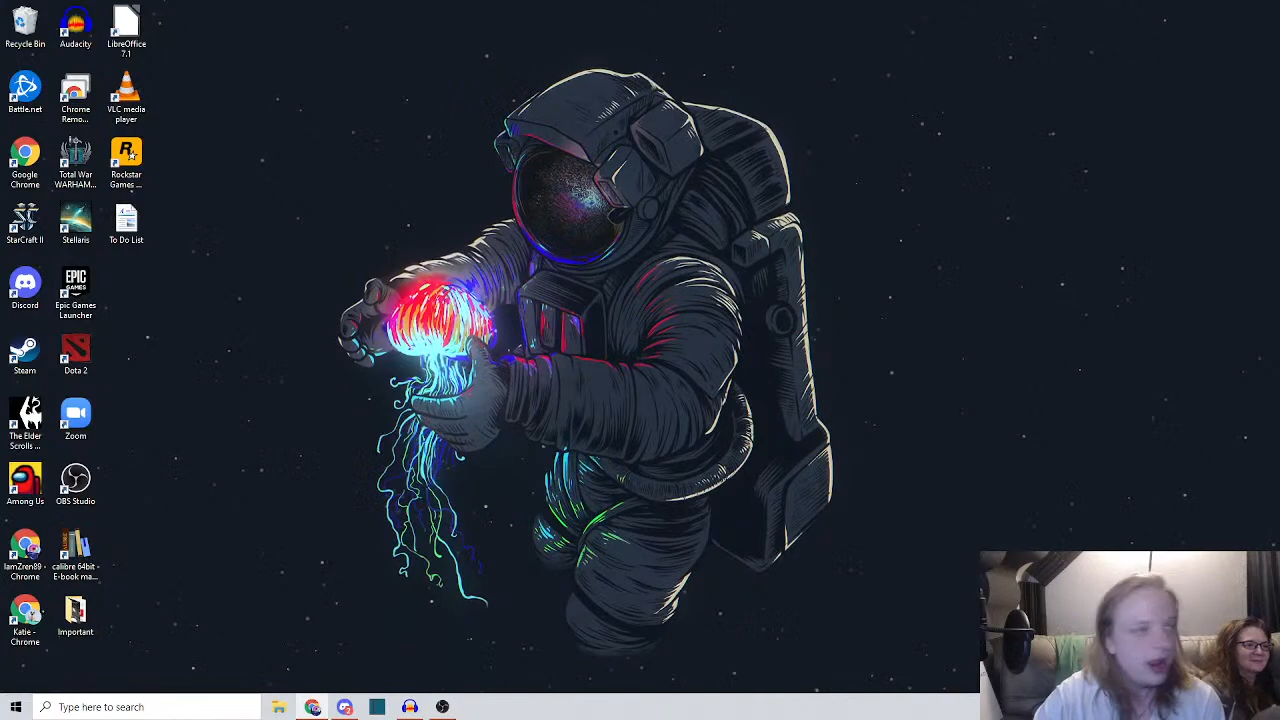 Recycle Bin
Audacity
LibreOffice
7.1
Battle.net
Chrome
Remo...
VLC media
player
Google
Chrome
Total War
WARHAM...
Rockstar
Games ...
StarCraft II
Stellaris
To Do List
Discord
Epic Games
Launcher
EPIC
GAMES
Steam
Dota 2
The Elder
Scrolls ...
Zoom
Among Us
OBS Studio
IamZren89 -
Chrome
calibre 64bit -
E-book ma...
Katie -
Chrome
Important
Type here to search